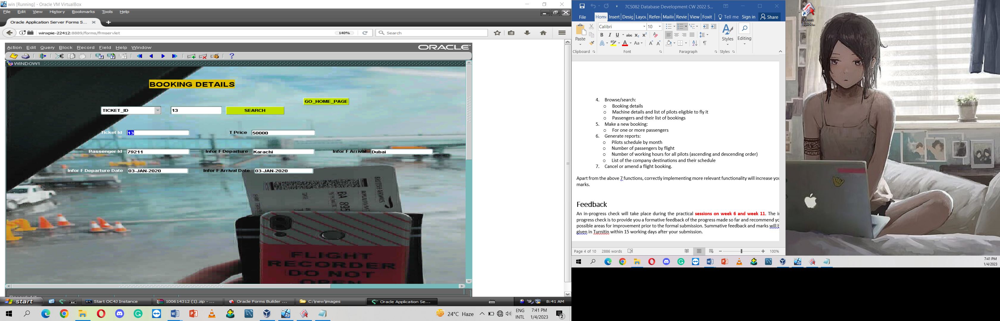 win [Running] - Oracle VM VirtualBox
File Edit View History Bookmarks Tools Help
Oracle Application Server Forms S...
winxpie-22412:8889/forms/frmservlet
140%
Search
Action Edit Query Block Record Field Help Window
ORACLE
WINDOW1
BOOKING DETAILS
GO_HOME_PAGE
TICKET_ID
13
SEARCH
Ticket Id 13
T Price 50000
Passenger Id 79211
Infor F Departure Karachi
Infor F Arrival Dubai
Infor F Departure Date 03-JAN-2020
Infor F Arrival Date 03-JAN-2020
BRITISH AIRWAYS
BA 895
FLIGHT
RECORDER
DO NOT
OPEN
start
Start OC4J Instance
100614312 (1).zip - ...
Oracle Forms Builder ...
C:\new\images
Oracle Application Se...
8:41 AM
24°C Haze
ENG
INTL
7:41 PM
1/4/2023
2
7CS082 Database Development CW 2022 S...
File Home Insert Desig Layou Refer Mailin Revie View Foxit Tell me Sign in Share
Calibri 10
Paste
Styles
Editing
Clipboard Font Paragraph Styles
4. Browse/search:
o Booking details
o Machine details and list of pilots eligible to fly it
o Passengers and their list of bookings
5. Make a new booking:
o For one or more passengers
6. Generate reports:
o Pilots schedule by month
o Number of passengers by flight
o Number of working hours for all pilots (ascending and descending order)
o List of the company destinations and their schedule
7. Cancel or amend a flight booking.
Apart from the above 7 functions, correctly implementing more relevant functionality will increase you
marks.
Feedback
An in-progress check will take place during the practical sessions on week 6 and week 11. The in
progress check is to provide you a formative feedback of the progress made so far and recommend yo
possible areas for improvement prior to the formal submission. Summative feedback and marks will b
given in Turnitin within 15 working days after your submission.
Page 4 of 10 2886 words
100%
7:41 PM
1/4/2023
Forms
Builde...